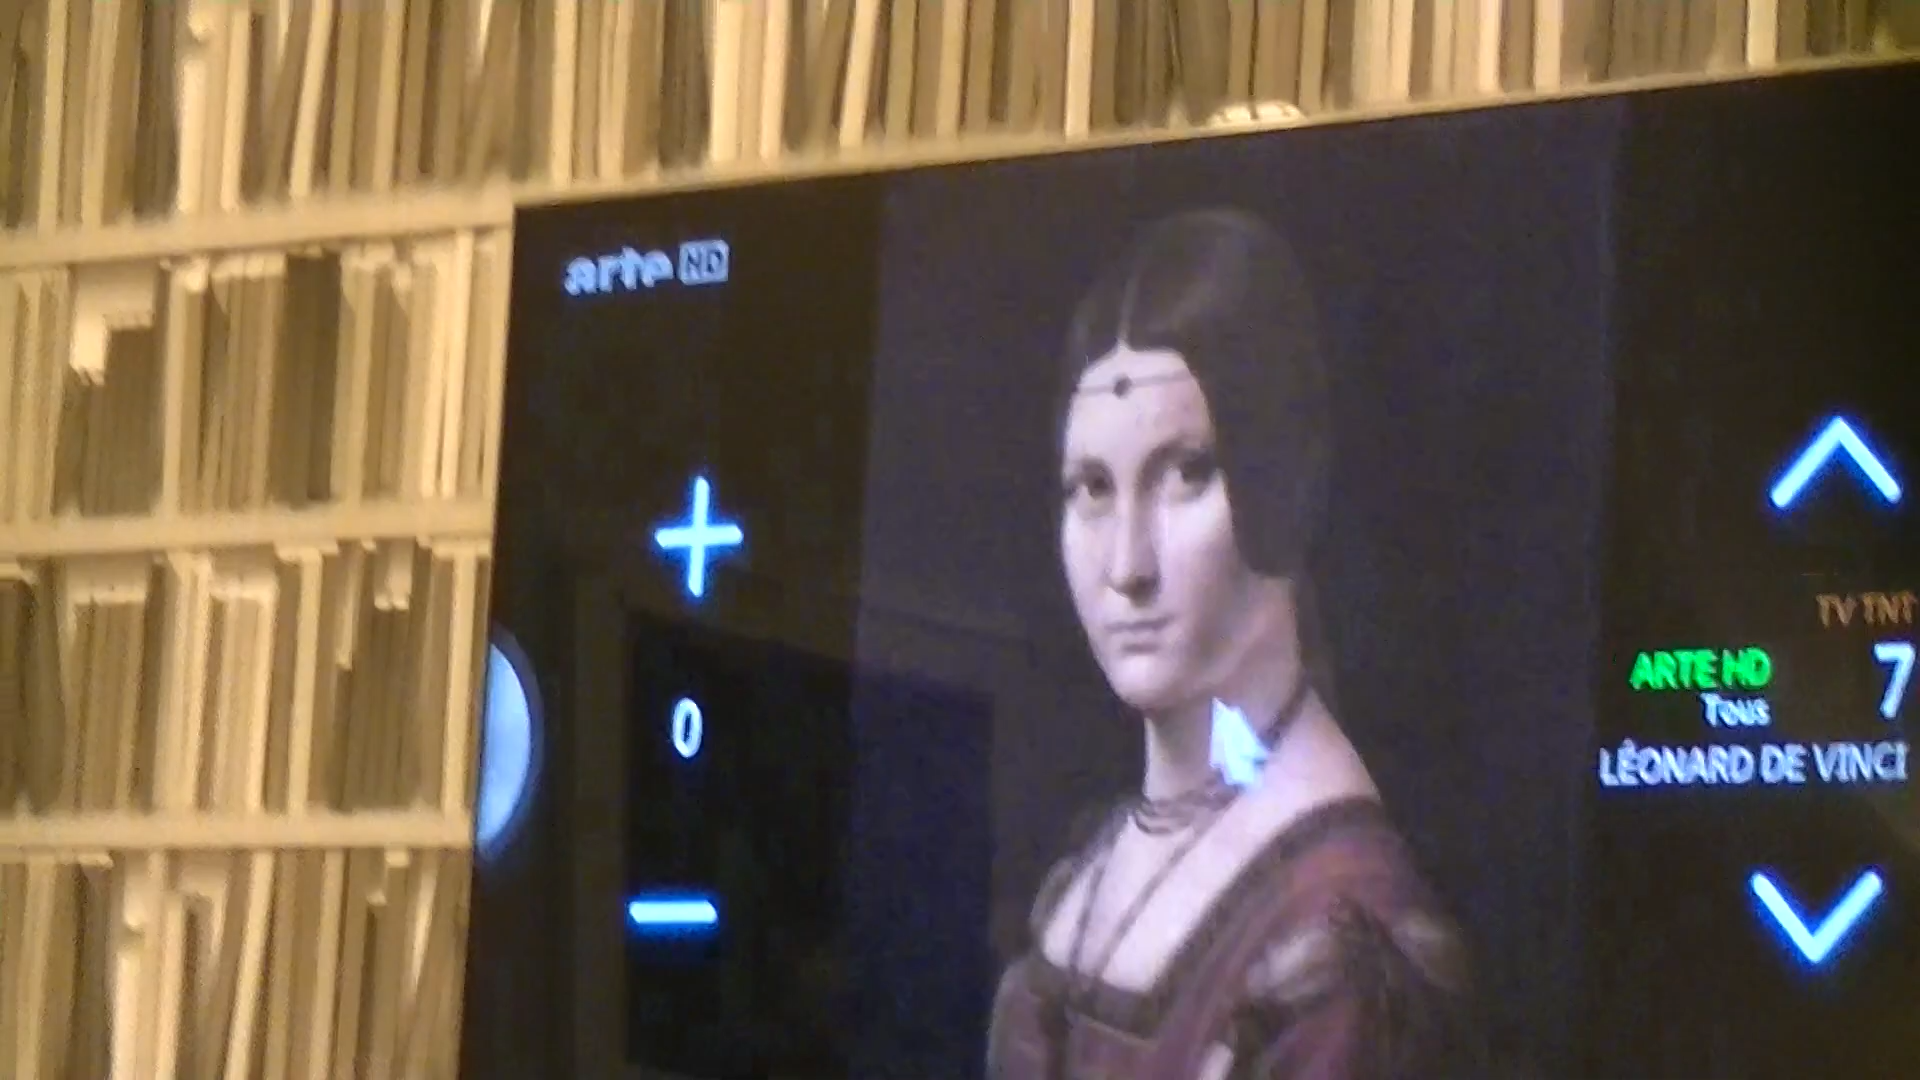 arte HD
0
TV TNT
ARTE HD 7
Tous
LÉONARD DE VINCI